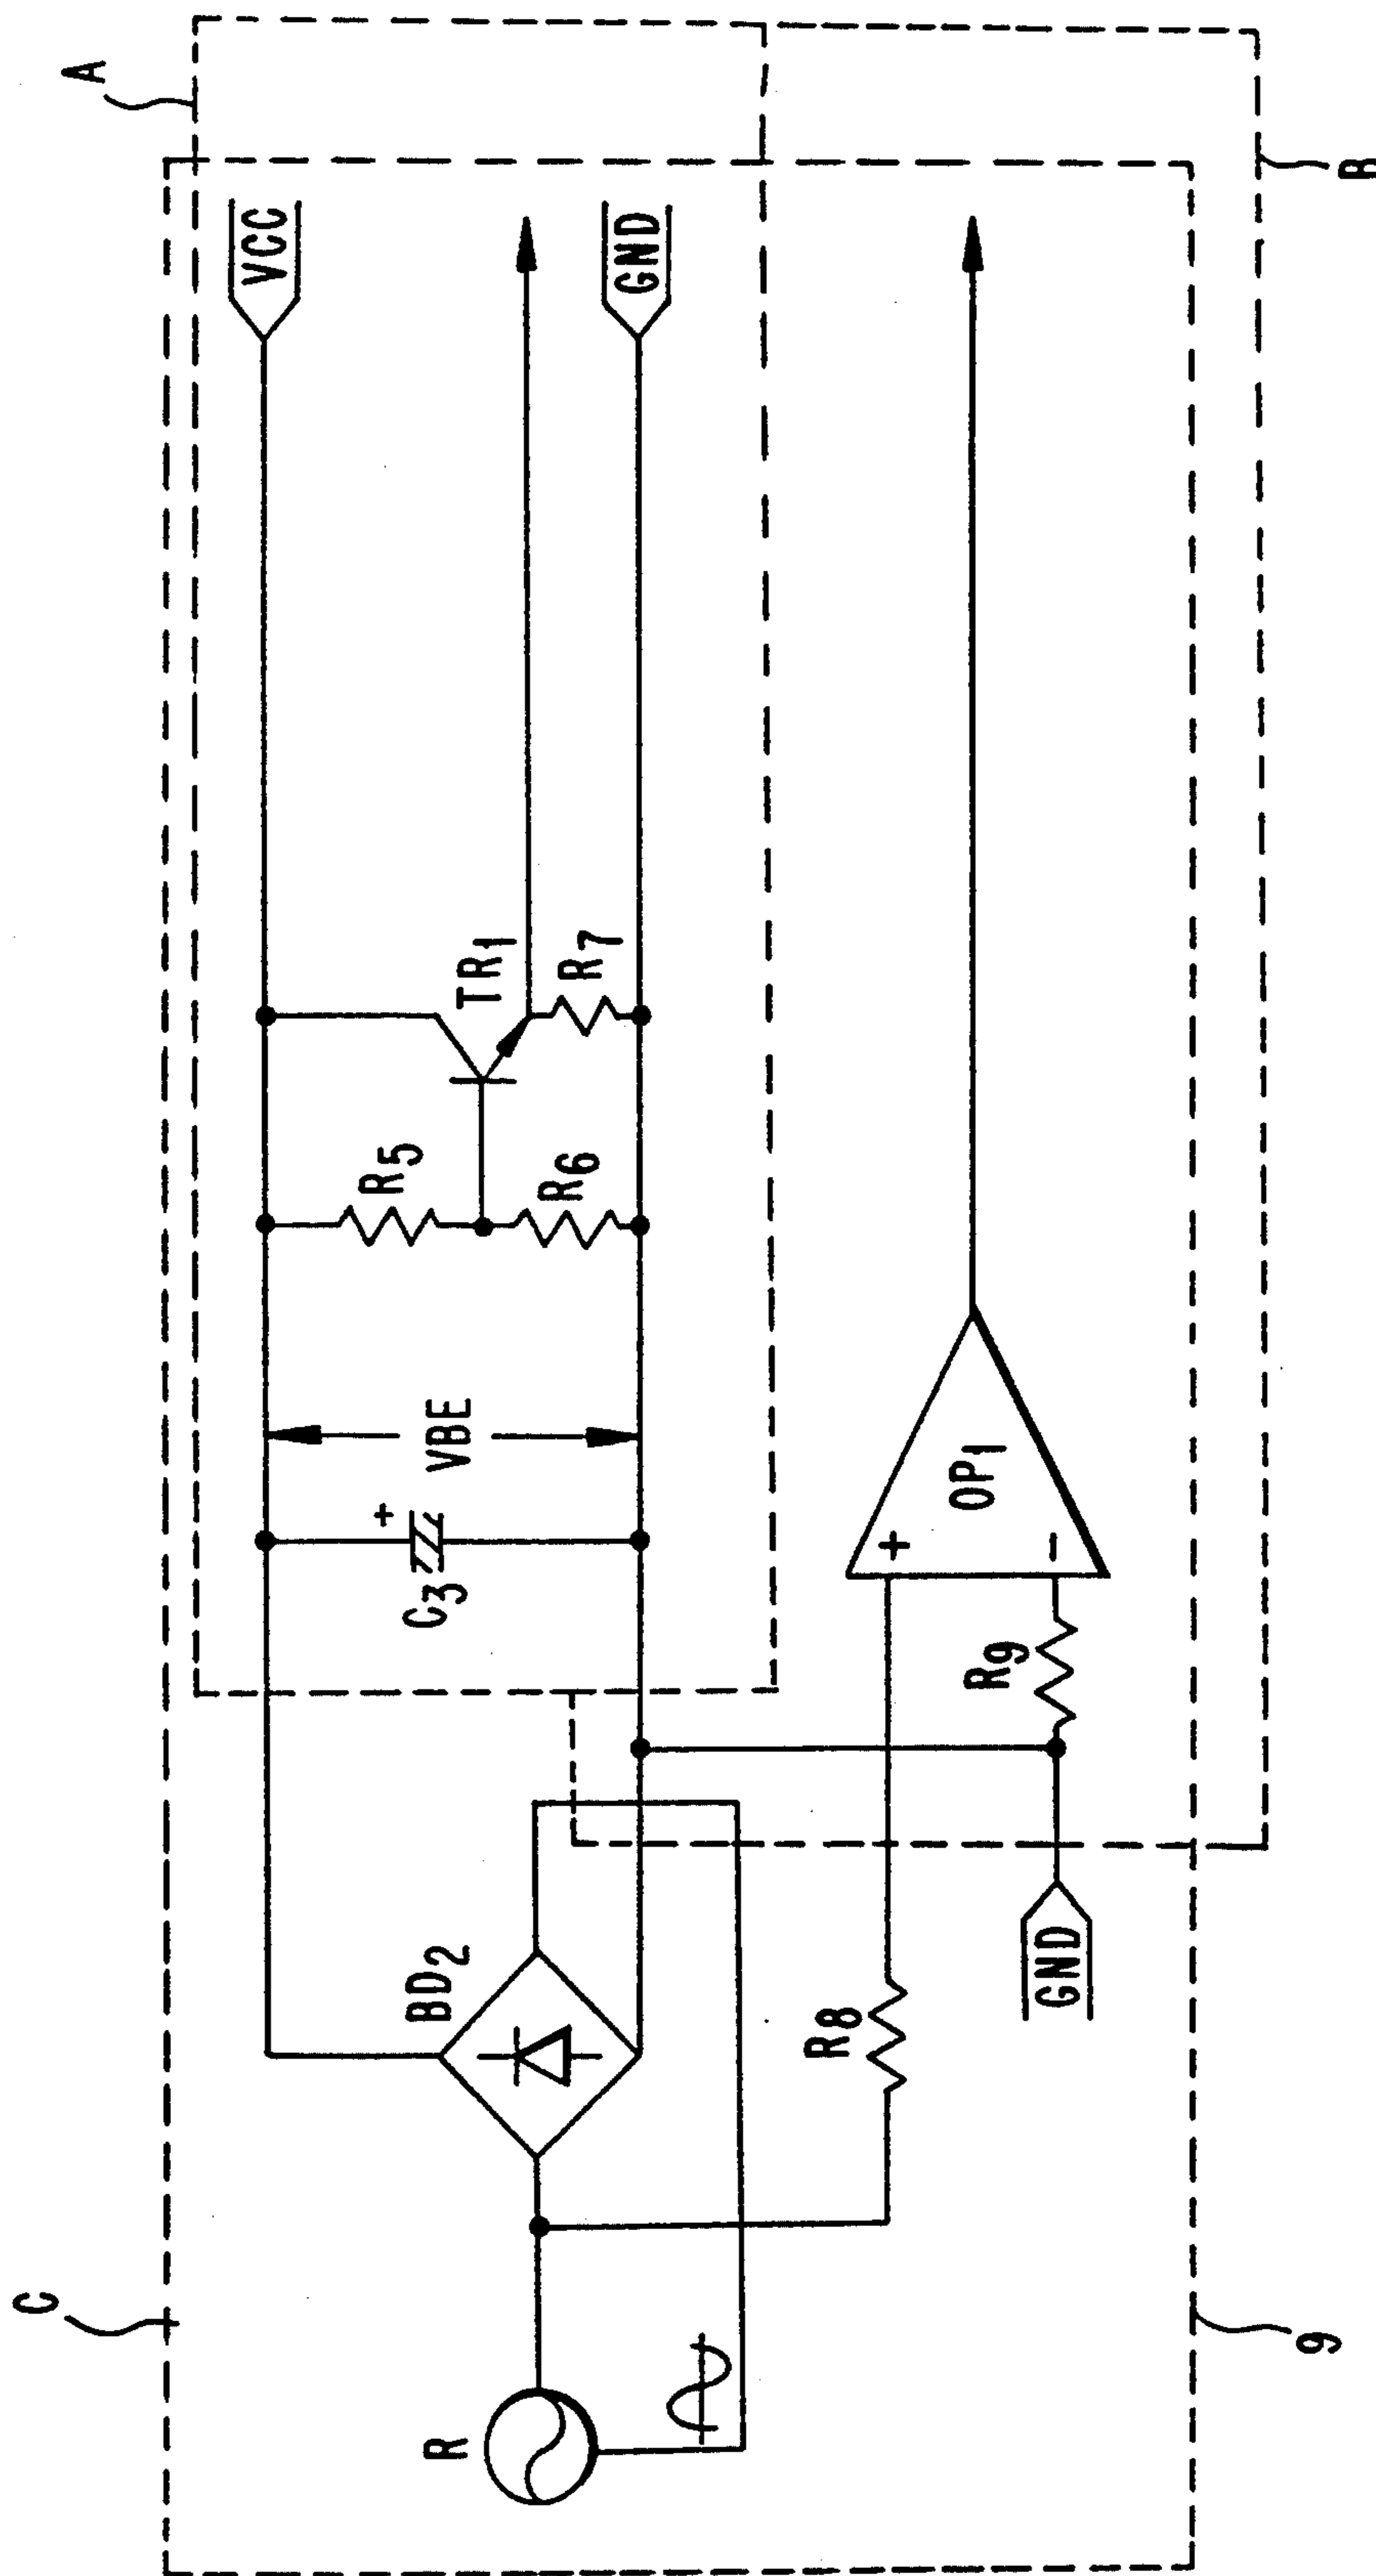 A
B
C
9
VCC
GND
TR1
R7
R5
R6
VBE
+
C3
OP1
+
-
R9
BD2
R8
GND
R